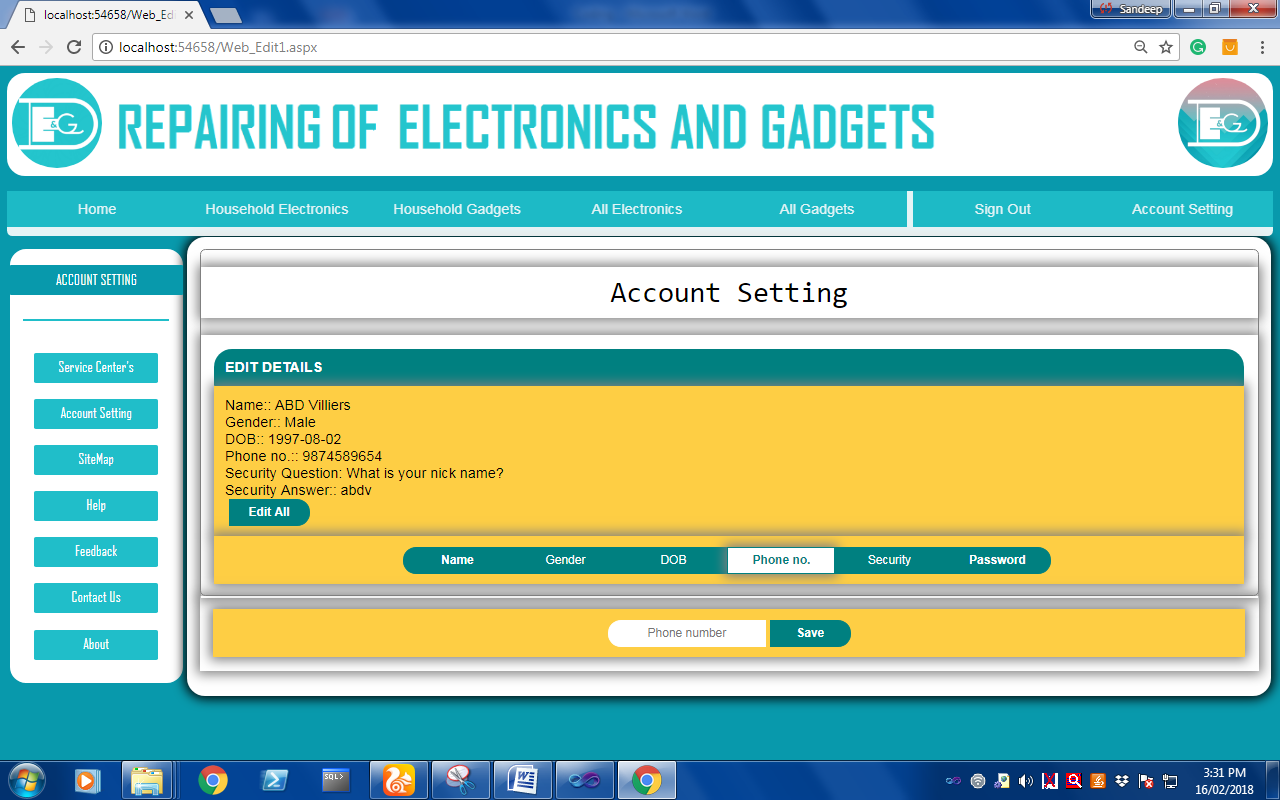 localhost:54658/Web_Edi
Sandeep
localhost:54658/Web_Edit1.aspx
E&G
REPAIRING OF ELECTRONICS AND GADGETS
E&G
Home Household Electronics Household Gadgets All Electronics All Gadgets Sign Out Account Setting
ACCOUNT SETTING
Service Center's
Account Setting
SiteMap
Help
Feedback
Contact Us
About
Account Setting
EDIT DETAILS
Name:: ABD Villiers
Gender:: Male
DOB:: 1997-08-02
Phone no.:: 9874589654
Security Question: What is your nick name?
Security Answer:: abdv
Edit All
Name Gender DOB Phone no. Security Password
Phone number Save
SQL>
3:31 PM
16/02/2018